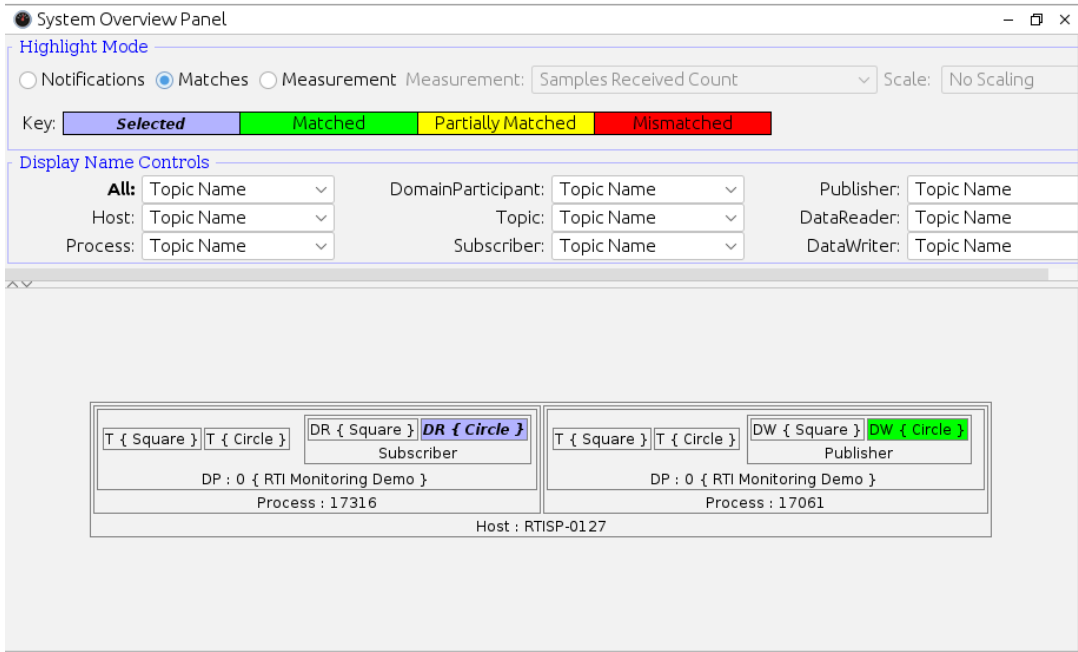 System Overview Panel
Highlight Mode
Notifications Matches Measurement Measurement: Samples Received Count Scale: No Scaling
Key: Selected Matched Partially Matched Mismatched
Display Name Controls
All: Topic Name DomainParticipant: Topic Name Publisher: Topic Name
Host: Topic Name Topic: Topic Name DataReader: Topic Name
Process: Topic Name Subscriber: Topic Name DataWriter: Topic Name
T { Square } T { Circle } DR { Square } DR { Circle }
Subscriber
DP : 0 { RTI Monitoring Demo }
Process : 17316
T { Square } T { Circle } DW { Square } DW { Circle }
Publisher
DP : 0 { RTI Monitoring Demo }
Process : 17061
Host : RTISP-0127